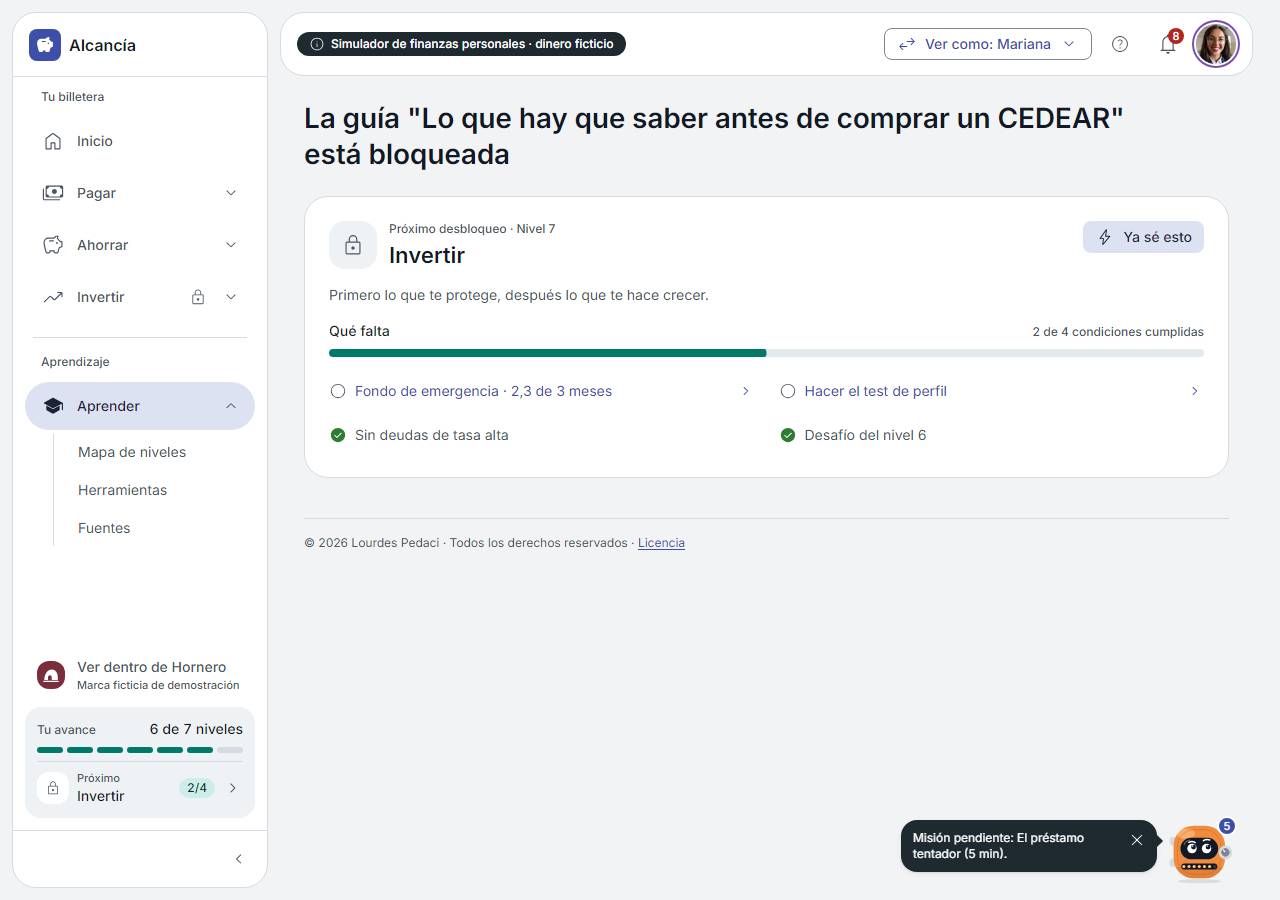 Alcancía
Tu billetera
Inicio
Pagar
Ahorrar
Invertir
Aprendizaje
Aprender
Mapa de niveles
Herramientas
Fuentes
Ver dentro de Hornero
Marca ficticia de demostración
Tu avance
6 de 7 niveles
Próximo
Invertir
2/4
Simulador de finanzas personales · dinero ficticio
Ver como: Mariana
8
La guía "Lo que hay que saber antes de comprar un CEDEAR"
está bloqueada
Próximo desbloqueo · Nivel 7
Invertir
Ya sé esto
Primero lo que te protege, después lo que te hace crecer.
Qué falta
2 de 4 condiciones cumplidas
Fondo de emergencia · 2,3 de 3 meses
Hacer el test de perfil
Sin deudas de tasa alta
Desafío del nivel 6
© 2026 Lourdes Pedaci · Todos los derechos reservados · Licencia
Misión pendiente: El préstamo
tentador (5 min).
5